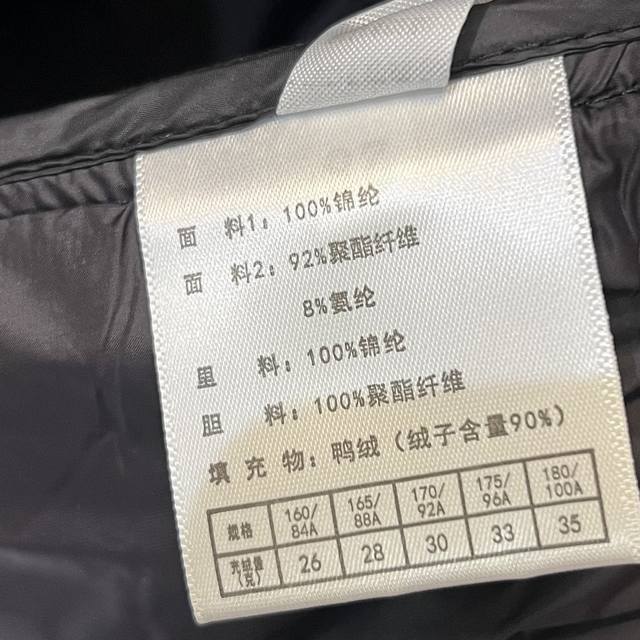 面 料1：100%锦纶
面 料2：92%聚酯纤维
8%氨纶
里 料：100%锦纶
胆 料：100%聚酯纤维
填 充 物：鸭绒（绒子含量90%）
规格 160/84A 165/88A 170/92A 175/96A 180/100A
充绒量（克） 26 28 30 33 35